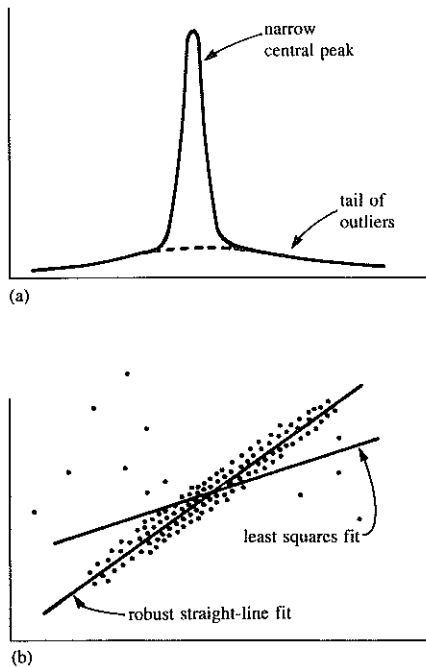 narrow
central peak
tail of
outliers
(a)
least squares fit
robust straight-line fit
(b)